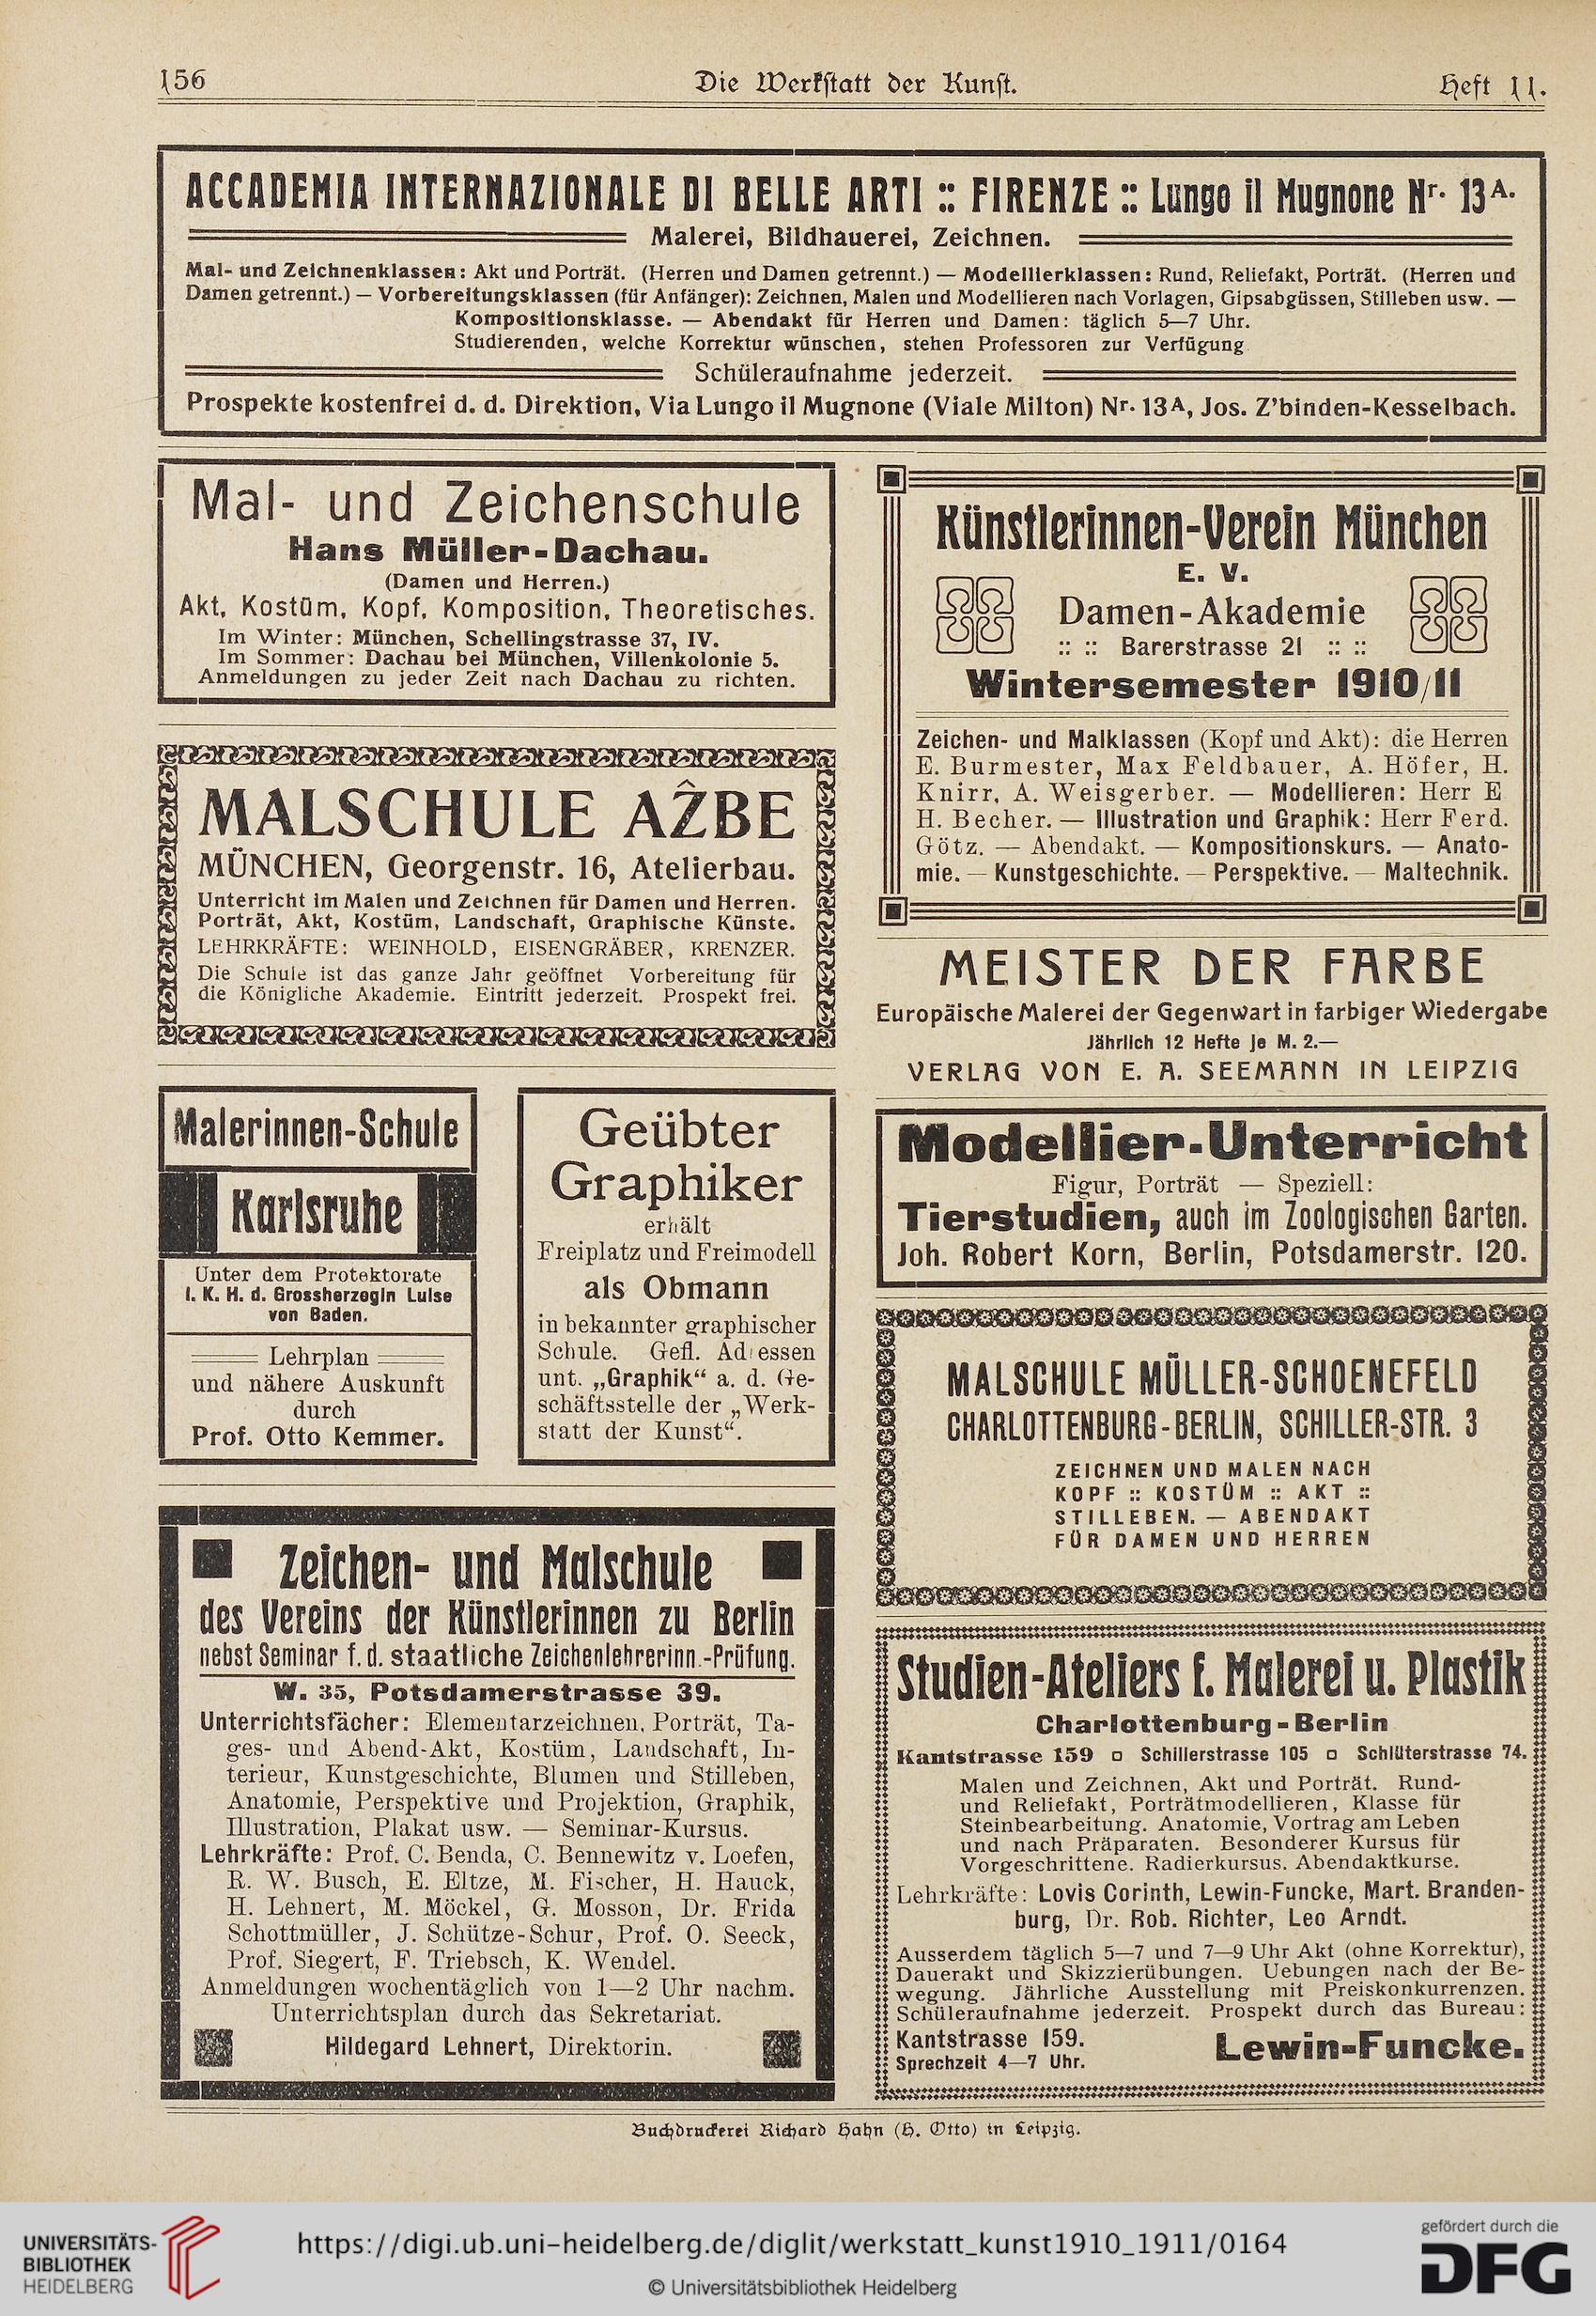 156
Die Werkstatt der Kunst.
Heft 11.
ACCADEMIA INTERNAZIONALE DI BELLE ARTI :: FIRENZE :: Lungo il Mugnone Nr. 13A.
Malerei, Bildhauerei, Zeichnen.
Mal- und Zeichnenklassen: Akt und Porträt. (Herren und Damen getrennt.) — Modellierklassen: Rund, Reliefakt, Porträt. (Herren und
Damen getrennt.) — Vorbereitungsklassen (für Anfänger): Zeichnen, Malen und Modellieren nach Vorlagen, Gipsabgüssen, Stilleben usw. —
Kompositionsklasse. — Abendakt für Herren und Damen: täglich 5—7 Uhr.
Studierenden, welche Korrektur wünschen, stehen Professoren zur Verfügung
Schüleraufnahme jederzeit.
Prospekte kostenfrei d. d. Direktion, Via Lungo il Mugnone (Viale Milton) Nr. 13A, Jos. Z'binden-Kesselbach.
Mal- und Zeichenschule
Hans Müller-Dachau.
(Damen und Herren.)
Akt, Kostüm, Kopf, Komposition, Theoretisches.
Im Winter: München, Schellingstrasse 37, IV.
Im Sommer: Dachau bei München, Villenkolonie 5.
Anmeldungen zu jeder Zeit nach Dachau zu richten.
MALSCHULE AẐBE
MÜNCHEN, Georgenstr. 16, Atelierbau.
Unterricht im Malen und Zeichnen für Damen und Herren.
Porträt, Akt, Kostüm, Landschaft, Graphische Künste.
LEHRKRÄFTE: WEINHOLD, EISENGRÄBER, KRENZER.
Die Schule ist das ganze Jahr geöffnet Vorbereitung für
die Königliche Akademie. Eintritt jederzeit. Prospekt frei.
Malerinnen-Schule
Karlsruhe
Unter dem Protektorate
I. K. H. d. Grossherzogin Luise
von Baden.
Lehrplan
und nähere Auskunft
durch
Prof. Otto Kemmer.
Geübter
Graphiker
erhält
Freiplatz und Freimodell
als Obmann
in bekannter graphischer
Schule. Gefl. Adressen
unt. „Graphik“ a. d. Ge-
schäftsstelle der „Werk-
statt der Kunst“.
Zeichen- und Malschule
des Vereins der Künstlerinnen zu Berlin
nebst Seminar f. d. staatliche Zeichenlehrerinn.-Prüfung.
W. 35, Potsdamerstrasse 39.
Unterrichtsfächer: Elementarzeichnen, Porträt, Ta-
ges- und Abend-Akt, Kostüm, Landschaft, In-
terieur, Kunstgeschichte, Blumen und Stilleben,
Anatomie, Perspektive und Projektion, Graphik,
Illustration, Plakat usw. — Seminar-Kursus.
Lehrkräfte: Prof. C. Benda, C. Bennewitz v. Loefen,
R. W. Busch, E. Eltze, M. Fischer, H. Hauck,
H. Lehnert, M. Möckel, G. Mosson, Dr. Frida
Schottmüller, J. Schütze-Schur, Prof. O. Seeck,
Prof. Siegert, F. Triebsch, K. Wendel.
Anmeldungen wochentäglich von 1—2 Uhr nachm.
Unterrichtsplan durch das Sekretariat.
Hildegard Lehnert, Direktorin.
Künstlerinnen-Verein München
E. V.
Damen-Akademie
:: :: Barerstrasse 21 :: ::
Wintersemester 1910/11
Zeichen- und Malklassen (Kopf und Akt): die Herren
E. Burmester, Max Feldbauer, A. Höfer, H.
Knirr, A. Weisgerber. — Modellieren: Herr E
H. Becher. — Illustration und Graphik: Herr Ferd.
Götz. — Abendakt. — Kompositionskurs. — Anato-
mie. — Kunstgeschichte. — Perspektive. — Maltechnik.
MEISTER DER FARBE
Europäische Malerei der Gegenwart in farbiger Wiedergabe
Jährlich 12 Hefte je M. 2.—
VERLAG VON E. A. SEEMANN IN LEIPZIG
Modellier-Unterricht
Figur, Porträt — Speziell:
Tierstudien, auch im Zoologischen Garten.
Joh. Robert Korn, Berlin, Potsdamerstr. 120.
MALSCHULE MÜLLER-SCHOENEFELD
CHARLOTTENBURG-BERLIN, SCHILLER-STR. 3
ZEICHNEN UND MALEN NACH
KOPF :: KOSTÜM :: AKT ::
STILLEBEN. — ABENDAKT
FÜR DAMEN UND HERREN
Studien-Ateliers f. Malerei u. Plastik
Charlottenburg-Berlin
Kantstrasse 159 □ Schillerstrasse 105 □ Schlüterstrasse 74.
Malen und Zeichnen, Akt und Porträt. Rund-
und Reliefakt, Porträtmodellieren, Klasse für
Steinbearbeitung. Anatomie, Vortrag am Leben
und nach Präparaten. Besonderer Kursus für
Vorgeschrittene. Radierkursus. Abendaktkurse.
Lehrkräfte: Lovis Corinth, Lewin-Funcke, Mart. Branden-
burg, Dr. Rob. Richter, Leo Arndt.
Ausserdem täglich 5—7 und 7—9 Uhr Akt (ohne Korrektur),
Dauerakt und Skizzierübungen. Uebungen nach der Be-
wegung. Jährliche Ausstellung mit Preiskonkurrenzen.
Schüleraufnahme jederzeit. Prospekt durch das Bureau:
Kantstrasse 159.
Sprechzeit 4—7 Uhr.
Lewin-Funcke.
Buchdruckerei Richard Hahn (H. Otto) in Leipzig.
UNIVERSITÄTS-
BIBLIOTHEK
HEIDELBERG
https://digi.ub.uni-heidelberg.de/diglit/werkstatt_kunst1910_1911/0164
© Universitätsbibliothek Heidelberg
gefördert durch die
DFG